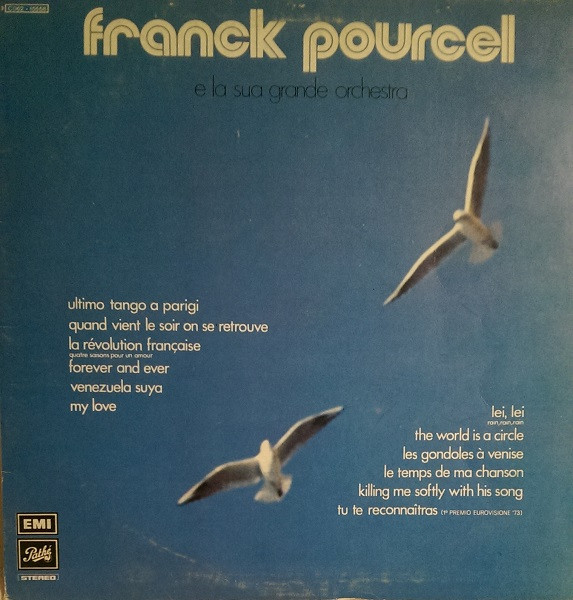 franck pourcel
e la sua grande orchestra
ultimo tango a parigi
quand vient le soir on se retrouve
la révolution française
quatre saisons pour un amour
forever and ever
venezuela suya
my love
lei, lei
rain, rain, rain
the world is a circle
les gondoles à venise
le temps de ma chanson
killing me softly with his song
tu te reconnaîtras (1º PREMIO EUROVISIONE '73)
EMI
Pathé
STEREO